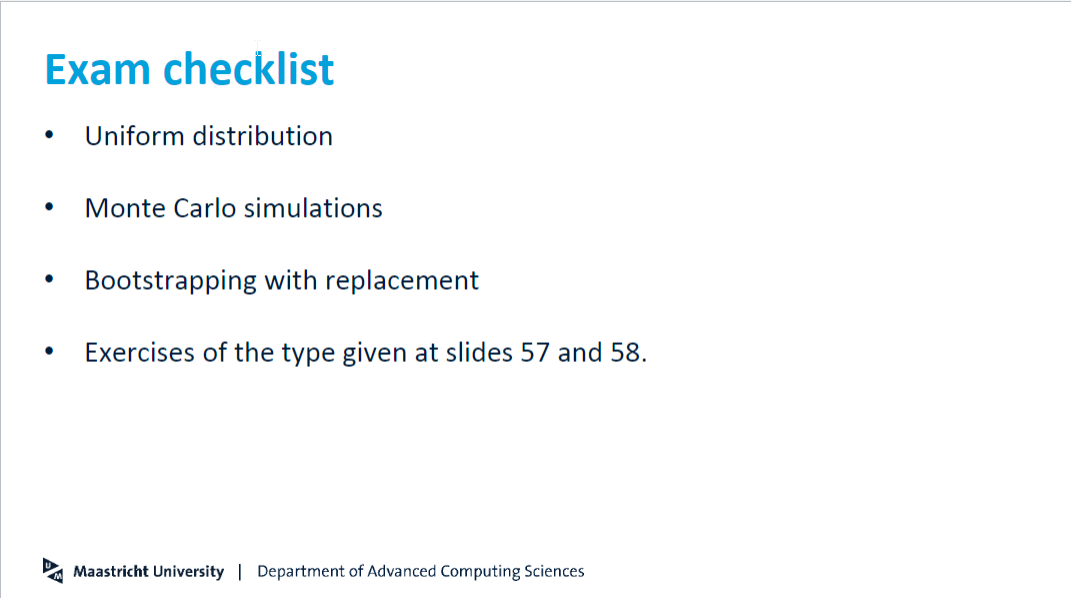 Exam checklist
• Uniform distribution
• Monte Carlo simulations
• Bootstrapping with replacement
• Exercises of the type given at slides 57 and 58.
UM Maastricht University | Department of Advanced Computing Sciences